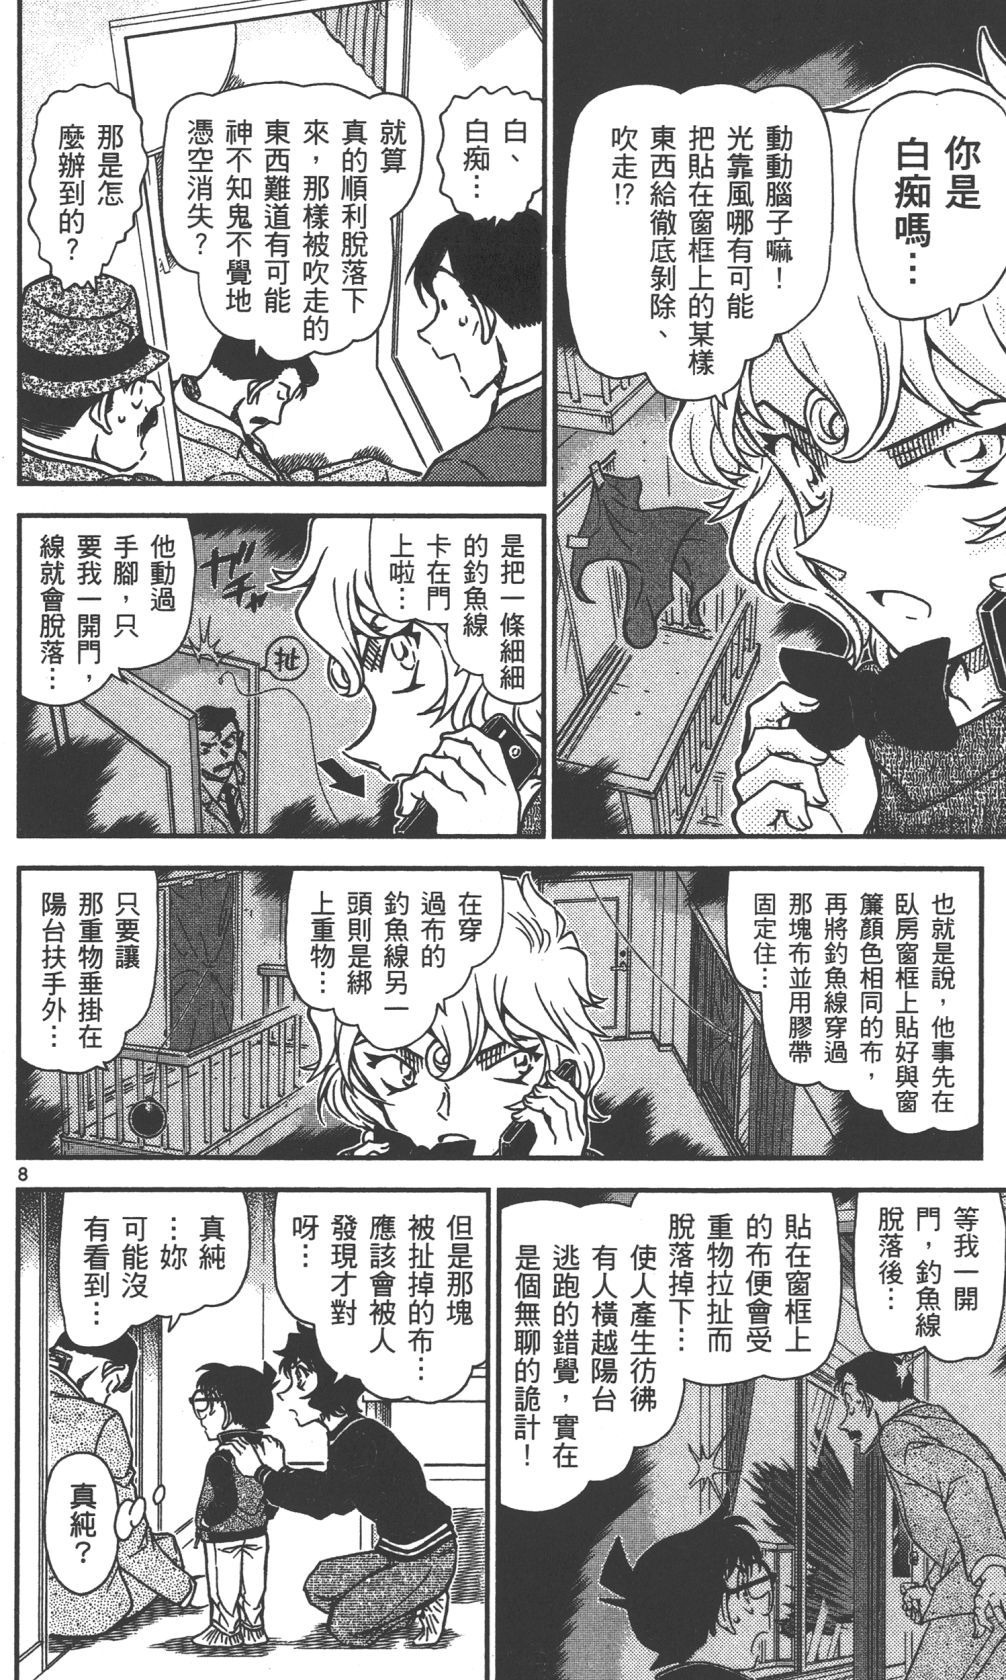 你是
白痴嗎…
動動腦子嘛！
光靠風哪有可能
把貼在窗框上的某樣
東西給徹底剝除、
吹走!?
白、
白痴…
就算
真的順利脫落下
來，那樣被吹走的
東西難道有可能
神不知鬼不覺地
憑空消失？
那是怎
麼辦到的？
是把一條細細
的釣魚線
卡在門
上啦…
扯
ガチャ
他動過
手腳，只
要我一開門，
線就會脫落…
也就是說，他事先在
臥房窗框上貼好與窗
簾顏色相同的布，
再將釣魚線穿過
那塊布並用膠帶
固定住…
在穿
過布的
釣魚線另一
頭則是綁
上重物…
只要讓
那重物垂掛在
陽台扶手外…
8
等我一開
門，釣魚線
脫落後…
貼在窗框上
的布便會受
重物拉扯而
脫落掉下…
使人產生彷彿
有人橫越陽台
逃跑的錯覺，實在
是個無聊的詭計！
但是那塊
被扯掉的布…
應該會被人
發現才對
呀…
真純
…妳
可能沒
有看到…
真純？